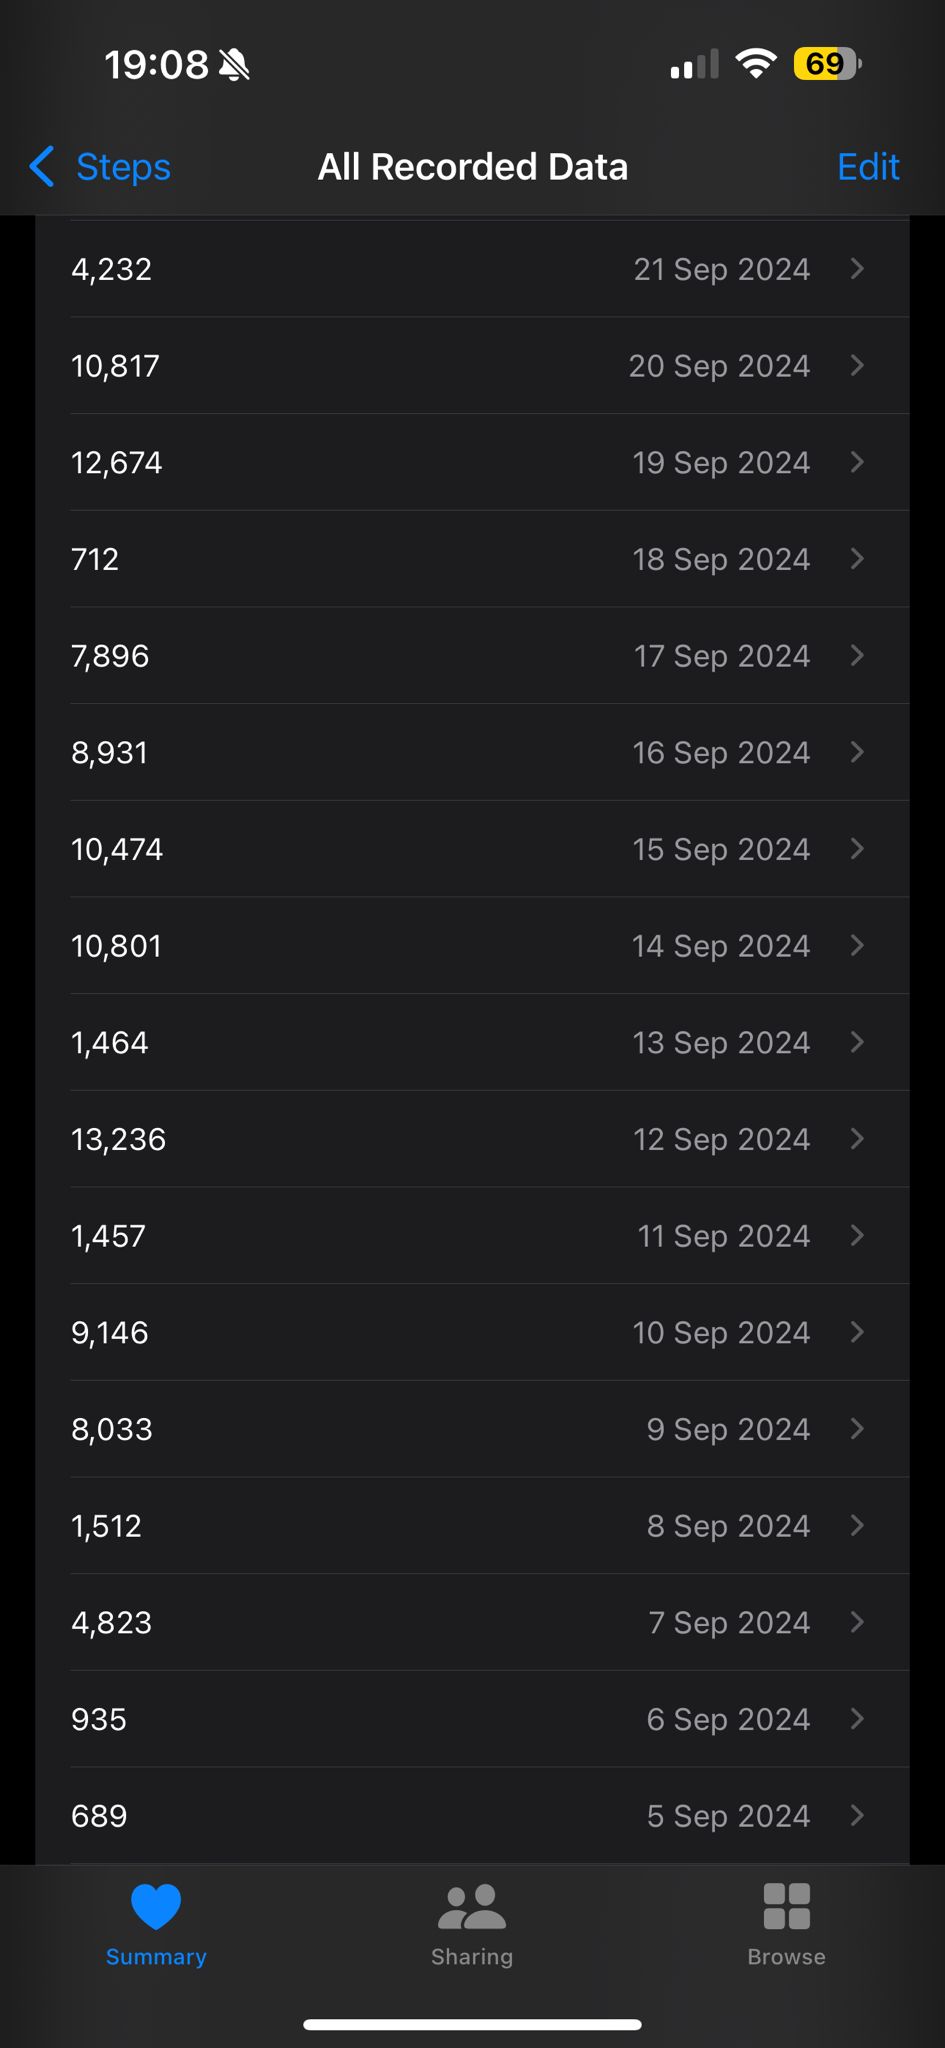 19:08 69
Steps All Recorded Data Edit
4,232 21 Sep 2024
10,817 20 Sep 2024
12,674 19 Sep 2024
712 18 Sep 2024
7,896 17 Sep 2024
8,931 16 Sep 2024
10,474 15 Sep 2024
10,801 14 Sep 2024
1,464 13 Sep 2024
13,236 12 Sep 2024
1,457 11 Sep 2024
9,146 10 Sep 2024
8,033 9 Sep 2024
1,512 8 Sep 2024
4,823 7 Sep 2024
935 6 Sep 2024
689 5 Sep 2024
Summary Sharing Browse